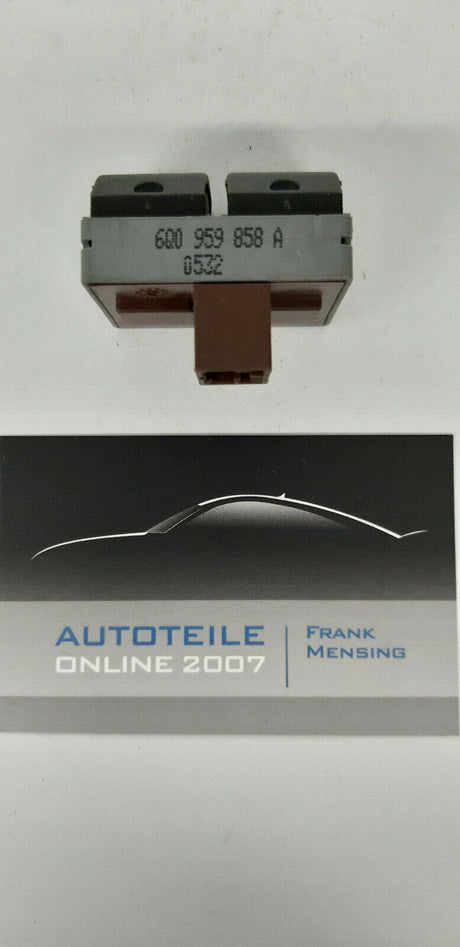 6Q0 959 858 A
0532
AUTOTEILE
ONLINE 2007
FRANK
MENSING